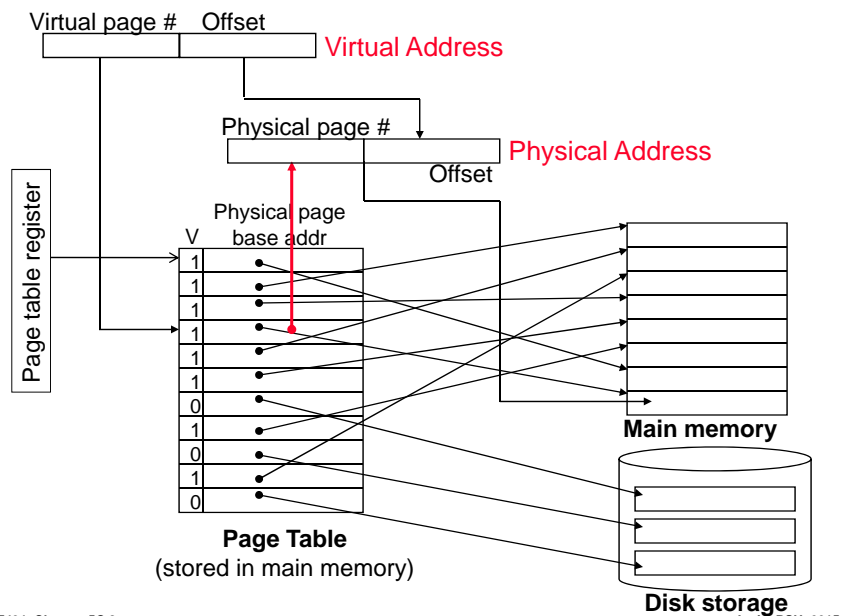 Virtual page # Offset
Virtual Address
Physical page #
Physical Address
Offset
Page table register
Physical page
V base addr
1
1
1
1
1
1
0
1
0
1
0
Main memory
Page Table
(stored in main memory)
Disk storage